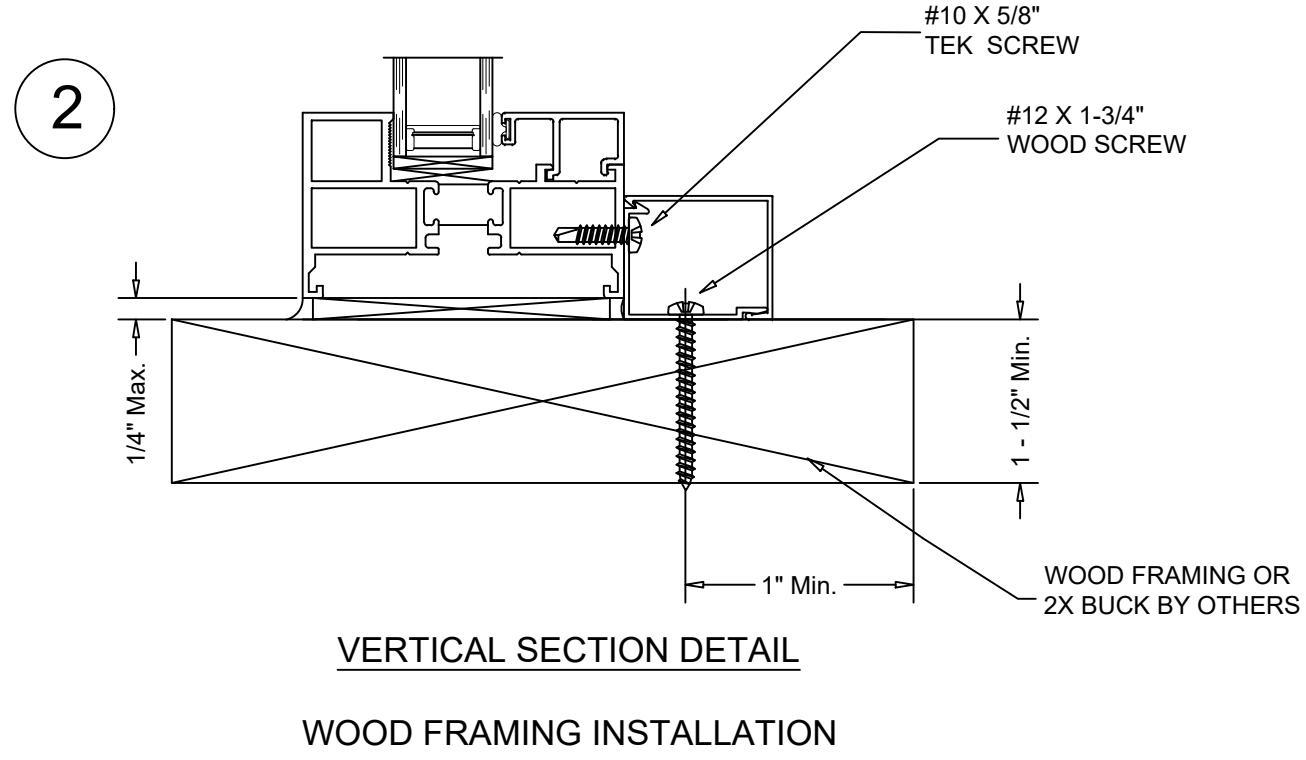 2
#10 X 5/8"
TEK SCREW
#12 X 1-3/4"
WOOD SCREW
1/4" Max.
1 - 1/2" Min.
1" Min.
WOOD FRAMING OR
2X BUCK BY OTHERS
VERTICAL SECTION DETAIL
WOOD FRAMING INSTALLATION